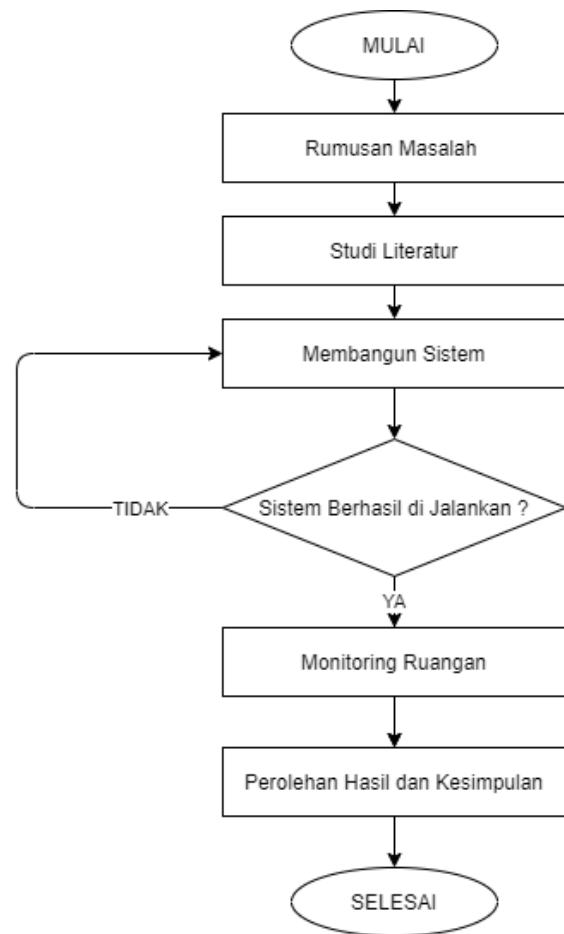 MULAI
Rumusan Masalah
Studi Literatur
Membangun Sistem
Sistem Berhasil di Jalankan ?
TIDAK
YA
Monitoring Ruangan
Perolehan Hasil dan Kesimpulan
SELESAI